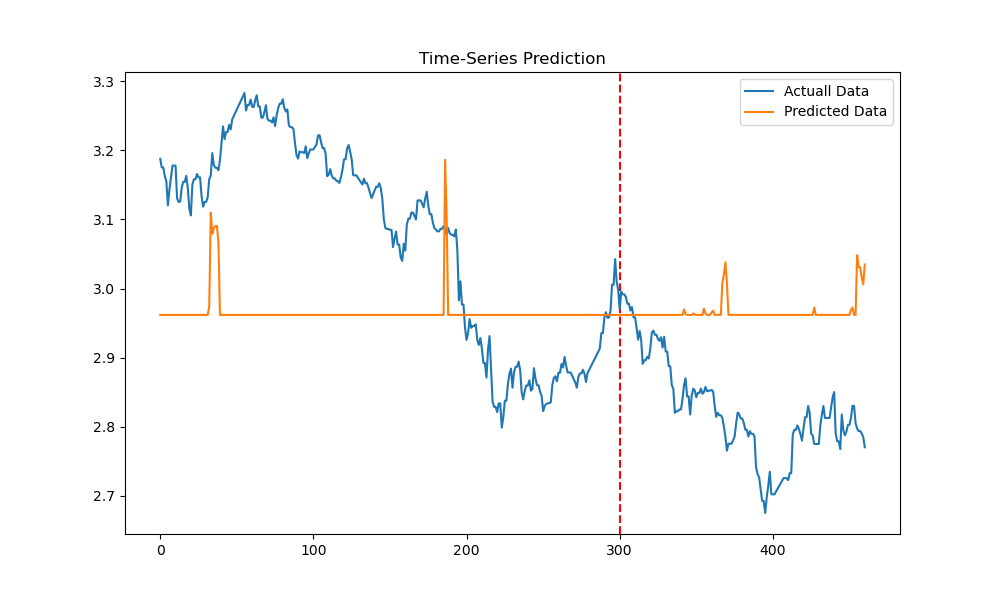 Time-Series Prediction
Actuall Data
Predicted Data
3.3
3.2
3.1
3.0
2.9
2.8
2.7
0 100 200 300 400